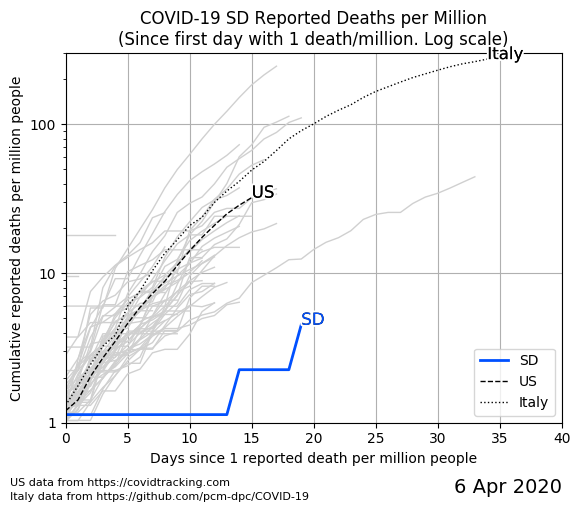 COVID-19 SD Reported Deaths per Million
(Since first day with 1 death/million. Log scale)
Cumulative reported deaths per million people
100
10
1
Italy
US
SD
SD
US
Italy
0 5 10 15 20 25 30 35 40
Days since 1 reported death per million people
US data from https://covidtracking.com
Italy data from https://github.com/pcm-dpc/COVID-19
6 Apr 2020